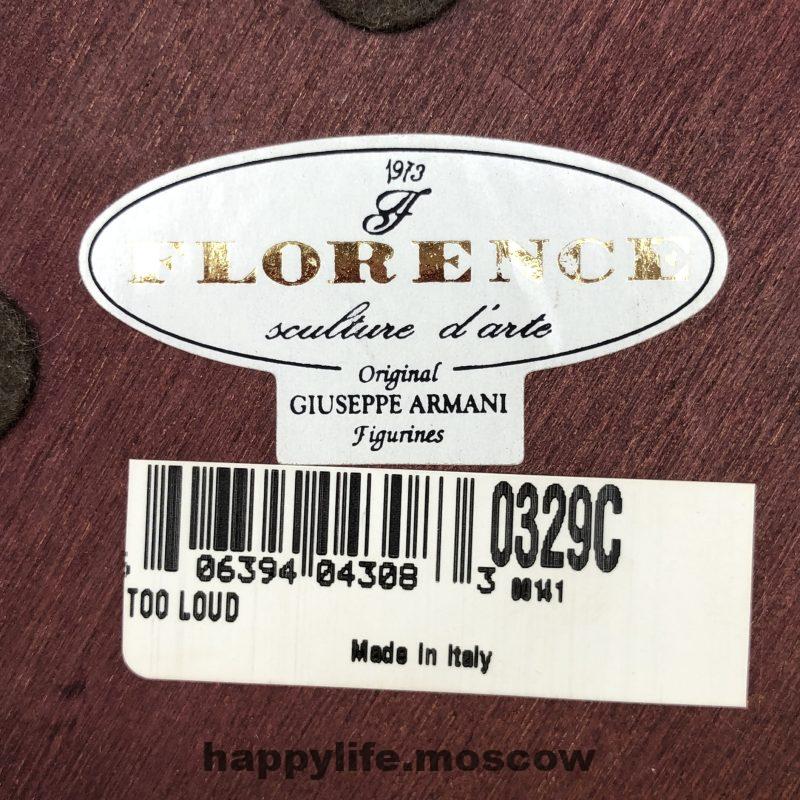 1973
F
FLORENCE
sculture d'arte
Original
GIUSEPPE ARMANI
Figurines
0329C
06394 04308 3 00141
TOO LOUD
Made In Italy
happylife.moscow